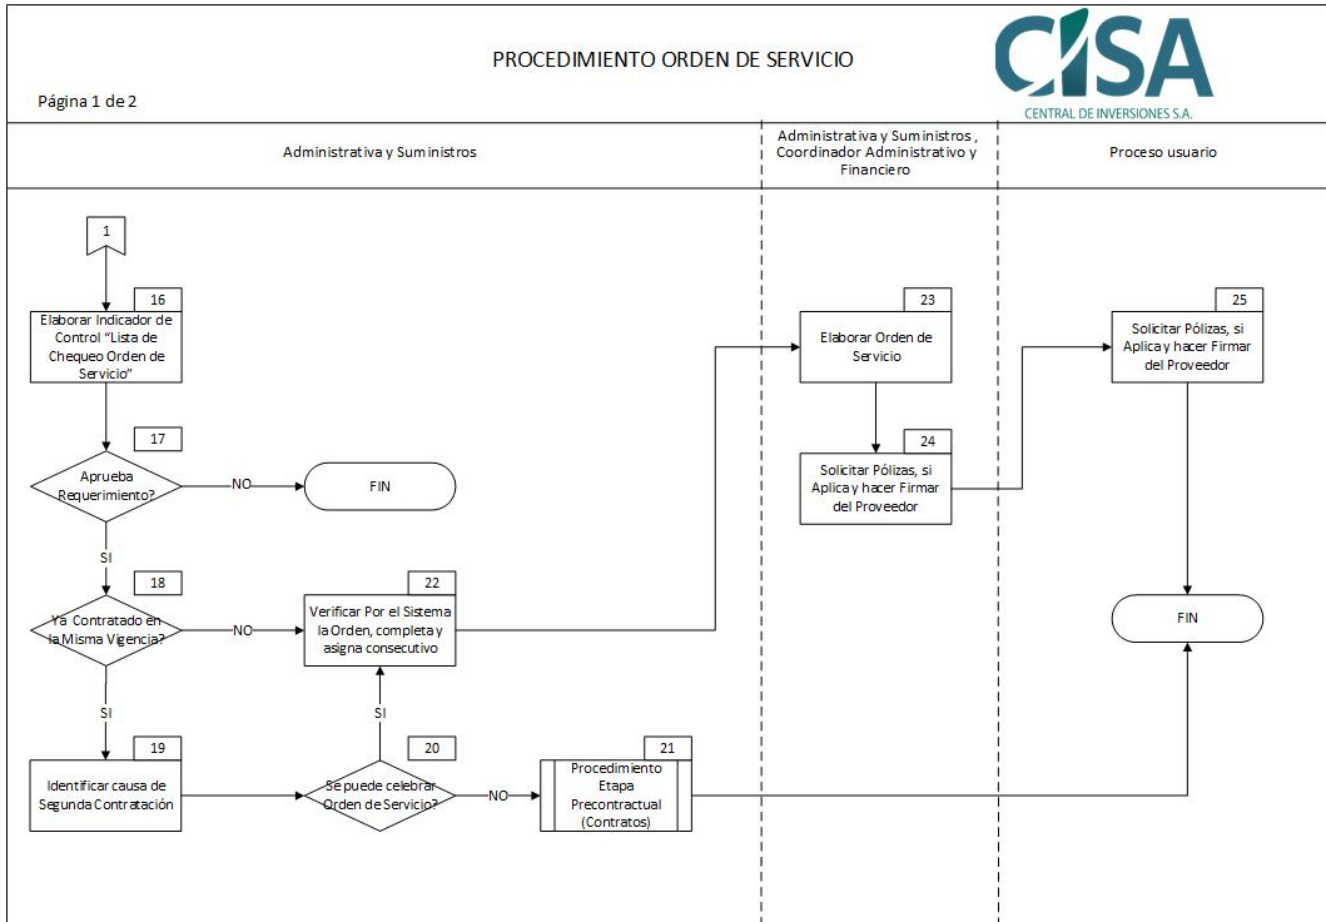 PROCEDIMIENTO ORDEN DE SERVICIO
CISA
CENTRAL DE INVERSIONES S.A.
Página 1 de 2
Administrativa y Suministros
Administrativa y Suministros ,
Coordinador Administrativo y
Financiero
Proceso usuario
1
16
Elaborar Indicador de
Control “Lista de
Chequeo Orden de
Servicio”
23
Elaborar Orden de
Servicio
25
Solicitar Pólizas, si
Aplica y hacer Firmar
del Proveedor
17
Aprueba
Requerimiento?
NO
FIN
24
Solicitar Pólizas, si
Aplica y hacer Firmar
del Proveedor
SI
18
Ya Contratado en
la Misma Vigencia?
NO
22
Verificar Por el Sistema
la Orden, completa y
asigna consecutivo
FIN
SI
SI
19
Identificar causa de
Segunda Contratación
20
Se puede celebrar
Orden de Servicio?
NO
21
Procedimiento
Etapa
Precontractual
(Contratos)